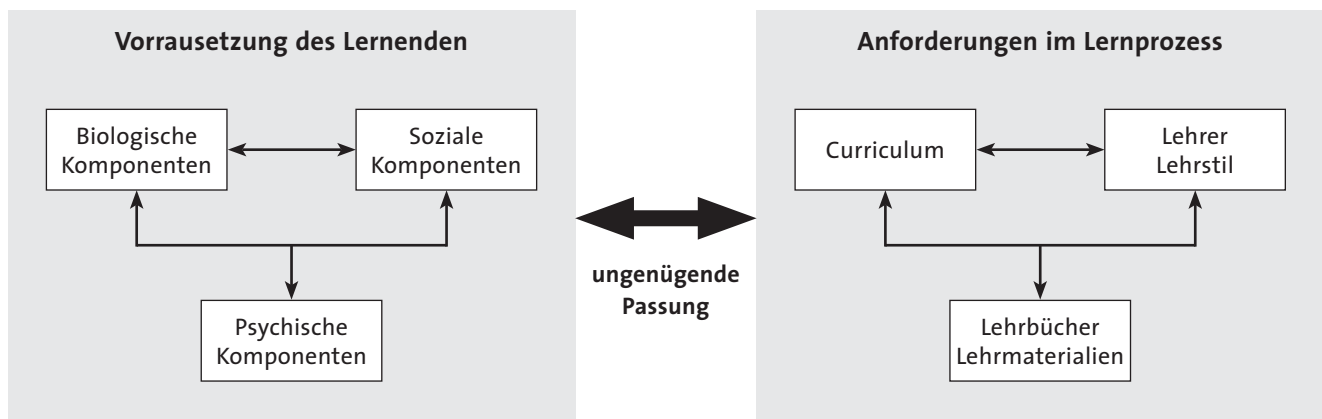 Vorrausetzung des Lernenden
Biologische
Komponenten
Soziale
Komponenten
Psychische
Komponenten
ungenügende
Passung
Anforderungen im Lernprozess
Curriculum
Lehrer
Lehrstil
Lehrbücher
Lehrmaterialien